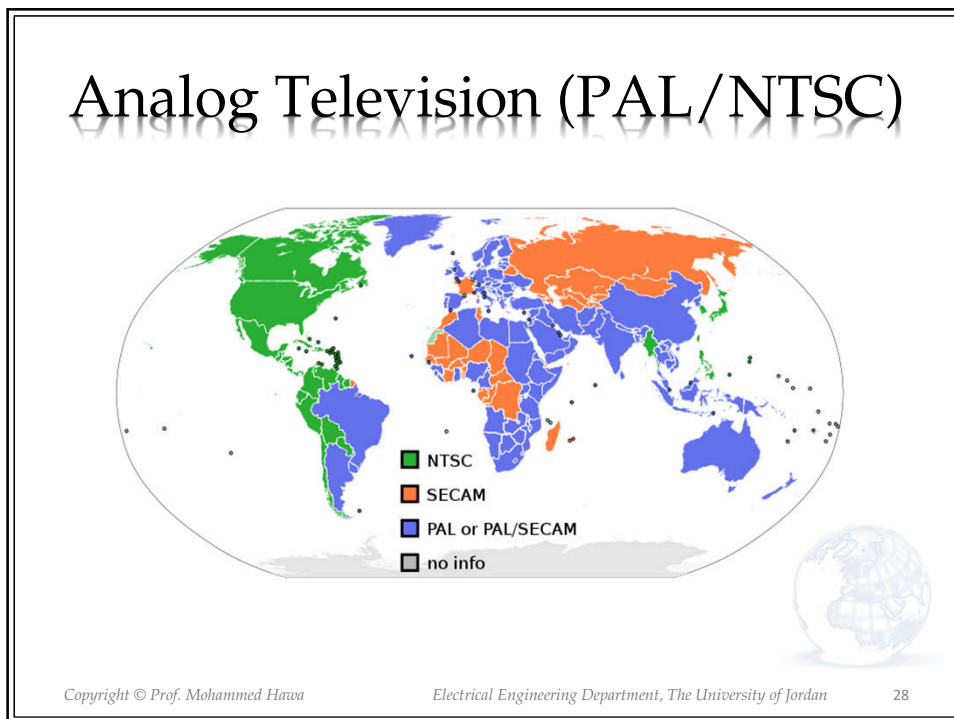 Analog Television (PAL/NTSC)
NTSC
SECAM
PAL or PAL/SECAM
no info
Copyright © Prof. Mohammed Hawa
Electrical Engineering Department, The University of Jordan
28